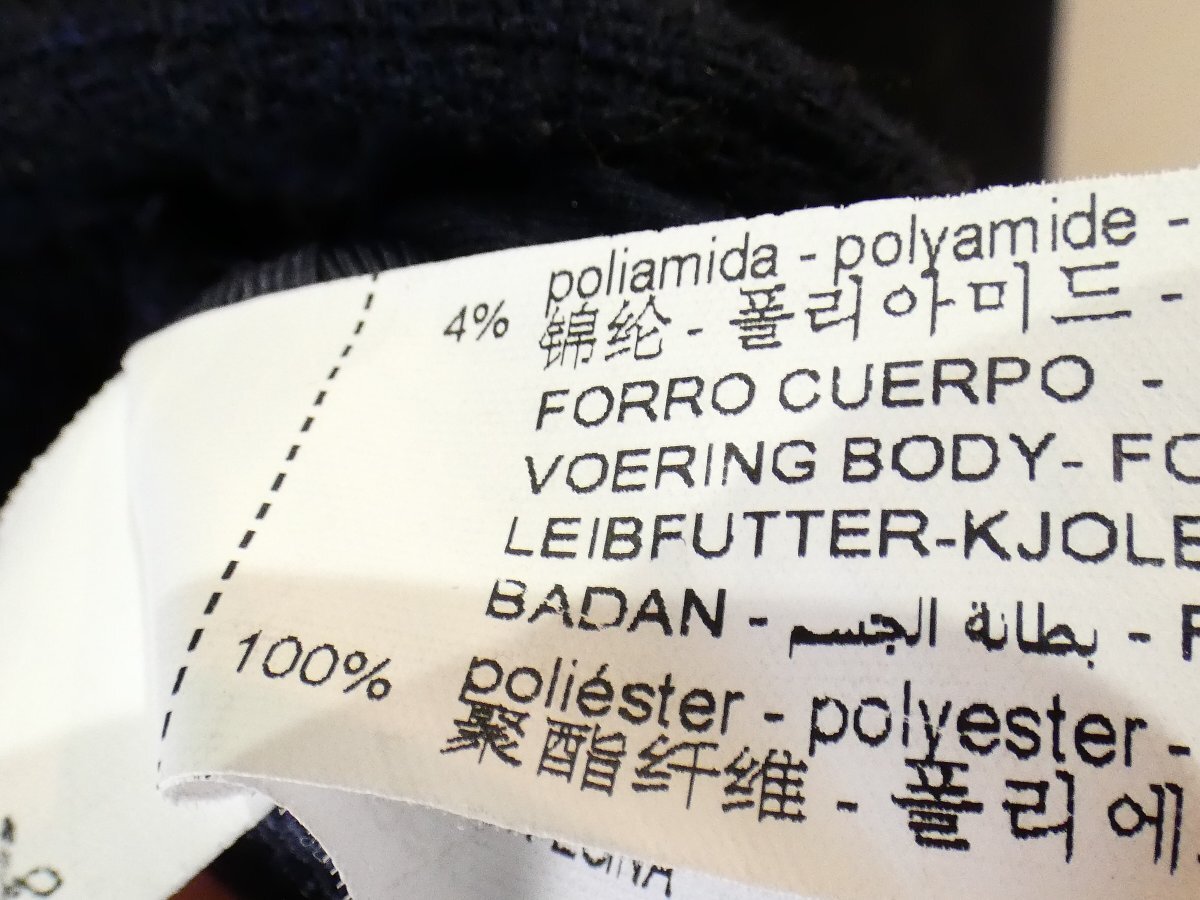 4% poliamida - polyamide -
锦纶 - 폴리아미드 -
FORRO CUERPO -
VOERING BODY- FO
LEIBFUTTER-KJOLE
BADAN - بطانة الجسم -
100% poliéster - polyester -
聚酯纤维 - 폴리에